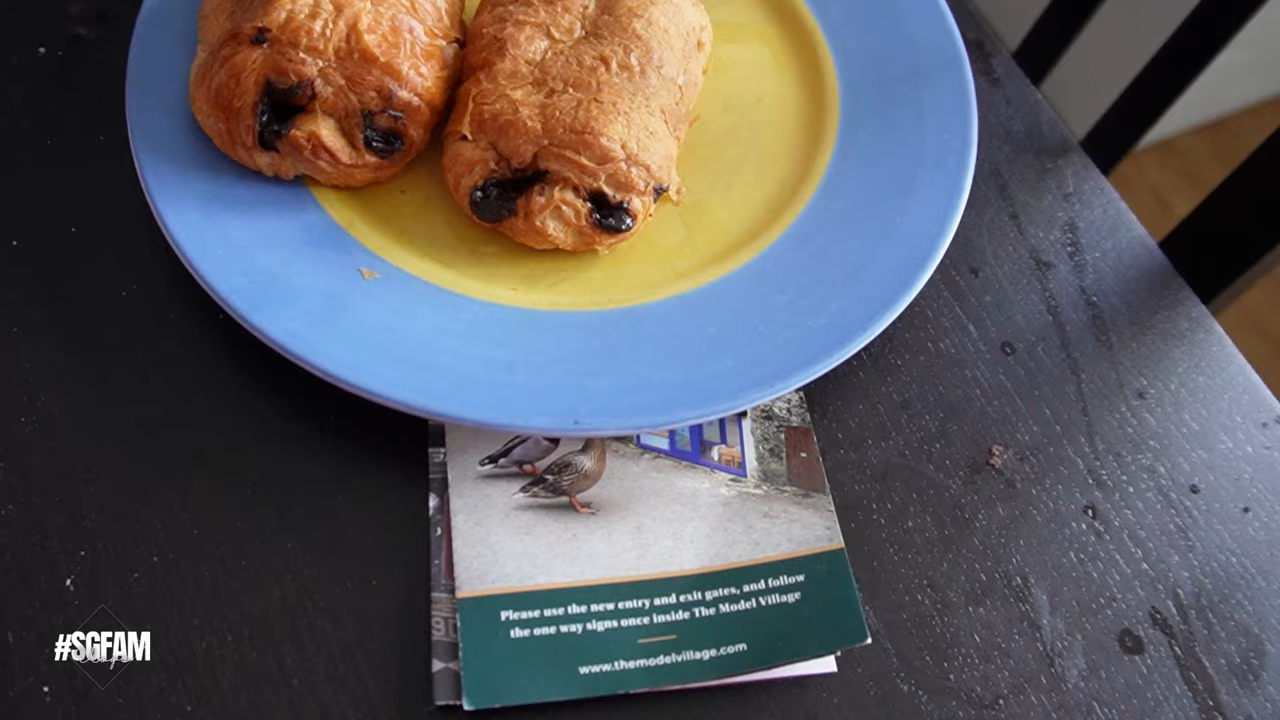 Please use the new entry and exit gates, and follow
the one way signs once inside The Model Village
www.themodelvillage.com
#SGFAM
vlogs